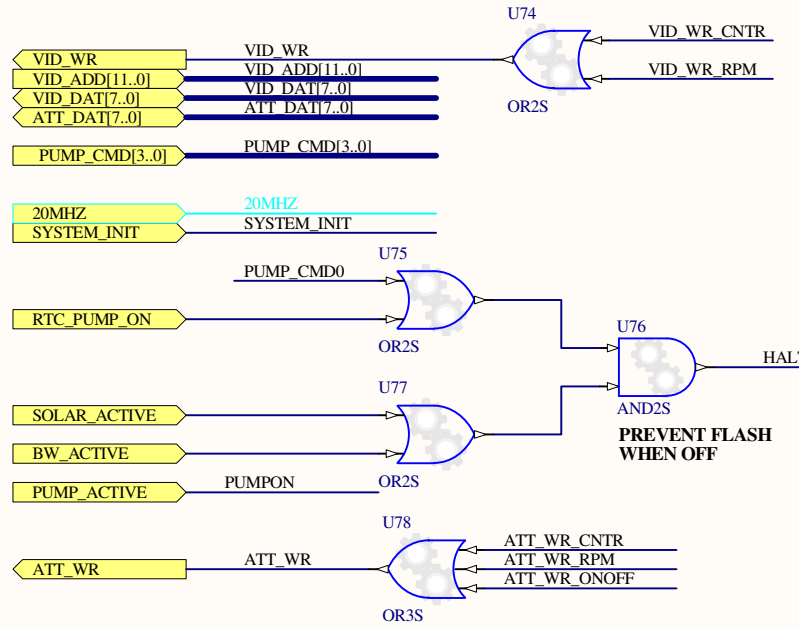 U74
VID_WR
VID_WR
VID_WR_CNTR
VID_ADD[11..0]
VID_ADD[11..0]
VID_DAT[7..0]
VID_DAT[7..0]
VID_WR_RPM
ATT_DAT[7..0]
ATT_DAT[7..0]
OR2S
PUMP_CMD[3..0]
PUMP_CMD[3..0]
20MHZ
20MHZ
SYSTEM_INIT
SYSTEM_INIT
U75
PUMP_CMD0
RTC_PUMP_ON
OR2S
U76
HALT
AND2S
PREVENT FLASH
WHEN OFF
U77
SOLAR_ACTIVE
BW_ACTIVE
OR2S
PUMP_ACTIVE
PUMPON
U78
ATT_WR
ATT_WR
ATT_WR_CNTR
ATT_WR_RPM
ATT_WR_ONOFF
OR3S